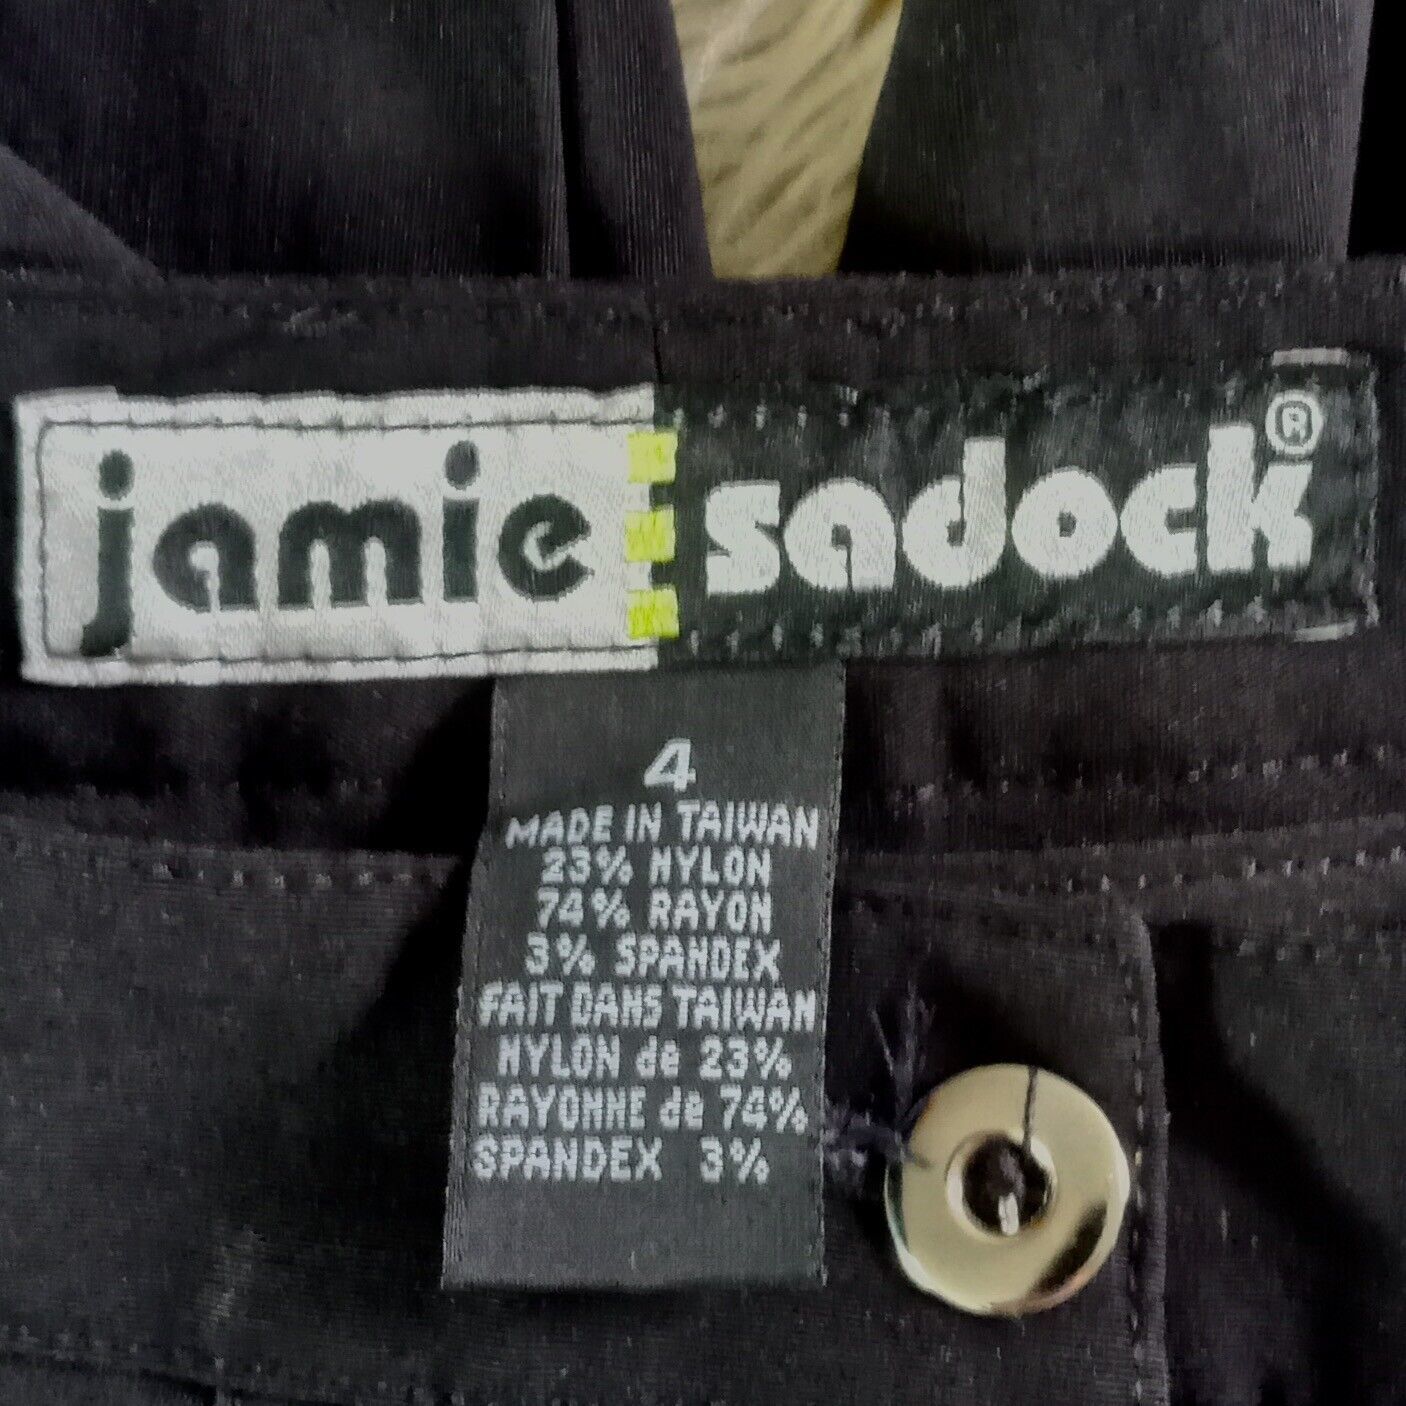 jamie sadock®
4
MADE IN TAIWAN
23% NYLON
74% RAYON
3% SPANDEX
FAIT DANS TAIWAN
NYLON de 23%
RAYONNE de 74%
SPANDEX 3%